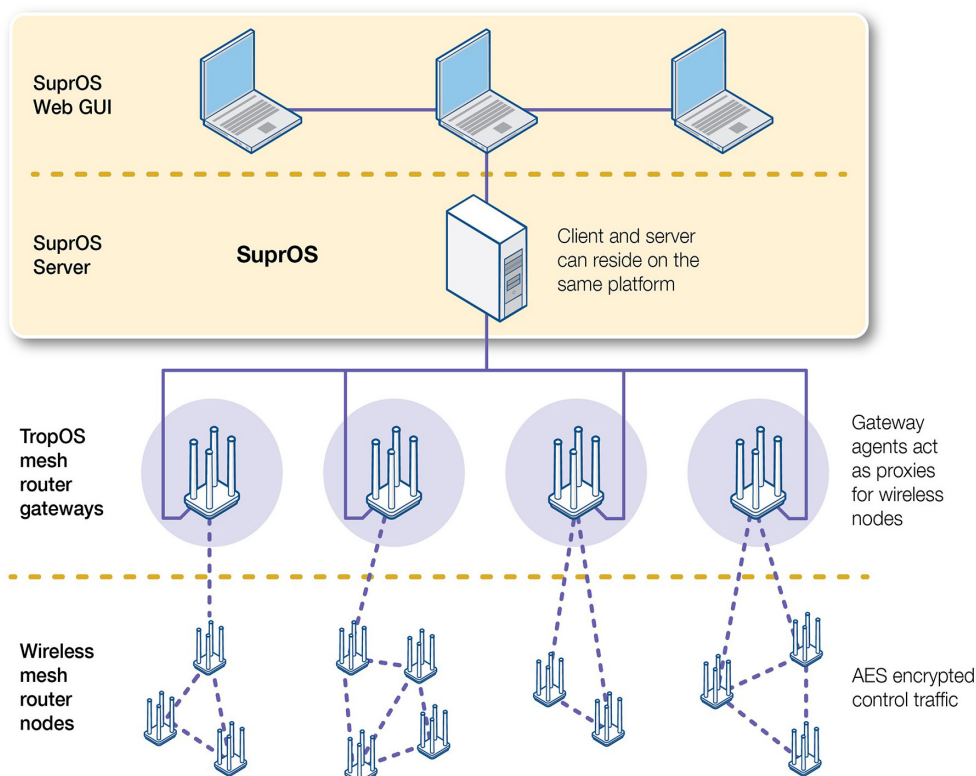 SuprOS
Web GUI
SuprOS
Server
SuprOS
Client and server
can reside on the
same platform
TropOS
mesh
router
gateways
Gateway
agents act
as proxies
for wireless
nodes
Wireless
mesh
router
nodes
AES encrypted
control traffic